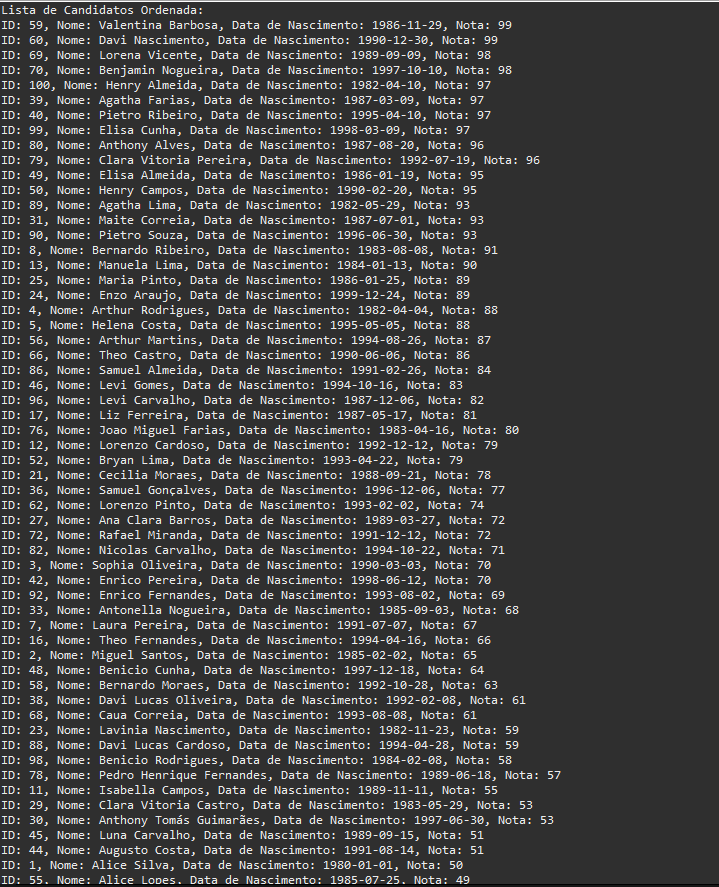 Lista de Candidatos Ordenada:
ID: 59, Nome: Valentina Barbosa, Data de Nascimento: 1986-11-29, Nota: 99
ID: 60, Nome: Davi Nascimento, Data de Nascimento: 1990-12-30, Nota: 99
ID: 69, Nome: Lorena Vicente, Data de Nascimento: 1989-09-09, Nota: 98
ID: 70, Nome: Benjamin Nogueira, Data de Nascimento: 1997-10-10, Nota: 98
ID: 100, Nome: Henry Almeida, Data de Nascimento: 1982-04-10, Nota: 97
ID: 39, Nome: Agatha Farias, Data de Nascimento: 1987-03-09, Nota: 97
ID: 40, Nome: Pietro Ribeiro, Data de Nascimento: 1995-04-10, Nota: 97
ID: 99, Nome: Elisa Cunha, Data de Nascimento: 1998-03-09, Nota: 97
ID: 80, Nome: Anthony Alves, Data de Nascimento: 1987-08-20, Nota: 96
ID: 79, Nome: Clara Vitoria Pereira, Data de Nascimento: 1992-07-19, Nota: 96
ID: 49, Nome: Elisa Almeida, Data de Nascimento: 1986-01-19, Nota: 95
ID: 50, Nome: Henry Campos, Data de Nascimento: 1990-02-20, Nota: 95
ID: 89, Nome: Agatha Lima, Data de Nascimento: 1982-05-29, Nota: 93
ID: 31, Nome: Maite Correia, Data de Nascimento: 1987-07-01, Nota: 93
ID: 90, Nome: Pietro Souza, Data de Nascimento: 1996-06-30, Nota: 93
ID: 8, Nome: Bernardo Ribeiro, Data de Nascimento: 1983-08-08, Nota: 91
ID: 13, Nome: Manuela Lima, Data de Nascimento: 1984-01-13, Nota: 90
ID: 25, Nome: Maria Pinto, Data de Nascimento: 1986-01-25, Nota: 89
ID: 24, Nome: Enzo Araujo, Data de Nascimento: 1999-12-24, Nota: 89
ID: 4, Nome: Arthur Rodrigues, Data de Nascimento: 1982-04-04, Nota: 88
ID: 5, Nome: Helena Costa, Data de Nascimento: 1995-05-05, Nota: 88
ID: 56, Nome: Arthur Martins, Data de Nascimento: 1994-08-26, Nota: 87
ID: 66, Nome: Theo Castro, Data de Nascimento: 1990-06-06, Nota: 86
ID: 86, Nome: Samuel Almeida, Data de Nascimento: 1991-02-26, Nota: 84
ID: 46, Nome: Levi Gomes, Data de Nascimento: 1994-10-16, Nota: 83
ID: 96, Nome: Levi Carvalho, Data de Nascimento: 1987-12-06, Nota: 82
ID: 17, Nome: Liz Ferreira, Data de Nascimento: 1987-05-17, Nota: 81
ID: 76, Nome: Joao Miguel Farias, Data de Nascimento: 1983-04-16, Nota: 80
ID: 12, Nome: Lorenzo Cardoso, Data de Nascimento: 1992-12-12, Nota: 79
ID: 52, Nome: Bryan Lima, Data de Nascimento: 1993-04-22, Nota: 79
ID: 21, Nome: Cecilia Moraes, Data de Nascimento: 1988-09-21, Nota: 78
ID: 36, Nome: Samuel Gonçalves, Data de Nascimento: 1996-12-06, Nota: 77
ID: 62, Nome: Lorenzo Pinto, Data de Nascimento: 1993-02-02, Nota: 74
ID: 27, Nome: Ana Clara Barros, Data de Nascimento: 1989-03-27, Nota: 72
ID: 72, Nome: Rafael Miranda, Data de Nascimento: 1991-12-12, Nota: 72
ID: 82, Nome: Nicolas Carvalho, Data de Nascimento: 1994-10-22, Nota: 71
ID: 3, Nome: Sophia Oliveira, Data de Nascimento: 1990-03-03, Nota: 70
ID: 42, Nome: Enrico Pereira, Data de Nascimento: 1998-06-12, Nota: 70
ID: 92, Nome: Enrico Fernandes, Data de Nascimento: 1993-08-02, Nota: 69
ID: 33, Nome: Antonella Nogueira, Data de Nascimento: 1985-09-03, Nota: 68
ID: 7, Nome: Laura Pereira, Data de Nascimento: 1991-07-07, Nota: 67
ID: 16, Nome: Theo Fernandes, Data de Nascimento: 1994-04-16, Nota: 66
ID: 2, Nome: Miguel Santos, Data de Nascimento: 1985-02-02, Nota: 65
ID: 48, Nome: Benicio Cunha, Data de Nascimento: 1997-12-18, Nota: 64
ID: 58, Nome: Bernardo Moraes, Data de Nascimento: 1992-10-28, Nota: 63
ID: 38, Nome: Davi Lucas Oliveira, Data de Nascimento: 1992-02-08, Nota: 61
ID: 68, Nome: Caua Correia, Data de Nascimento: 1993-08-08, Nota: 61
ID: 23, Nome: Lavinia Nascimento, Data de Nascimento: 1982-11-23, Nota: 59
ID: 88, Nome: Davi Lucas Cardoso, Data de Nascimento: 1994-04-28, Nota: 59
ID: 98, Nome: Benicio Rodrigues, Data de Nascimento: 1984-02-08, Nota: 58
ID: 78, Nome: Pedro Henrique Fernandes, Data de Nascimento: 1989-06-18, Nota: 57
ID: 11, Nome: Isabella Campos, Data de Nascimento: 1989-11-11, Nota: 55
ID: 29, Nome: Clara Vitoria Castro, Data de Nascimento: 1983-05-29, Nota: 53
ID: 30, Nome: Anthony Tomás Guimarães, Data de Nascimento: 1997-06-30, Nota: 53
ID: 45, Nome: Luna Carvalho, Data de Nascimento: 1989-09-15, Nota: 51
ID: 44, Nome: Augusto Costa, Data de Nascimento: 1991-08-14, Nota: 51
ID: 1, Nome: Alice Silva, Data de Nascimento: 1980-01-01, Nota: 50
ID: 55, Nome: Alice Lopes, Data de Nascimento: 1985-07-25, Nota: 49